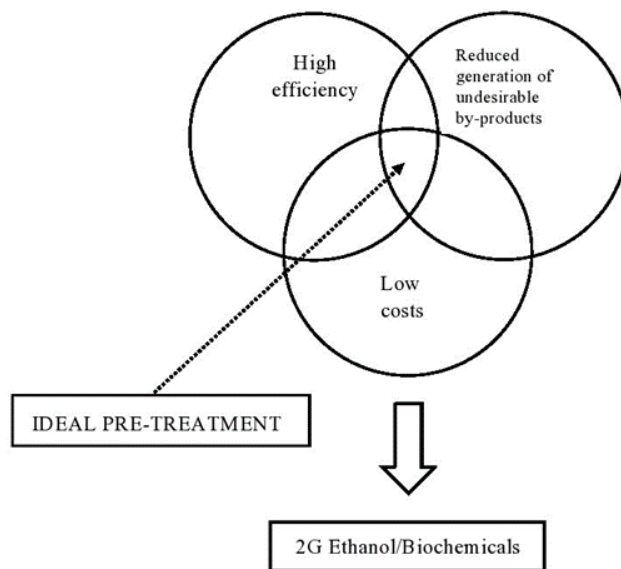 High
efficiency
Reduced
generation of
undesirable
by-products
Low
costs
IDEAL PRE-TREATMENT
2G Ethanol/Biochemicals